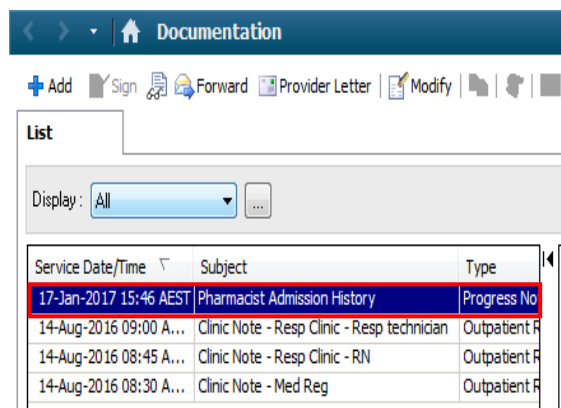 Documentation
Add Sign Forward Provider Letter Modify
List
Display : All ...
Service Date/Time Subject Type
17-Jan-2017 15:46 AEST Pharmacist Admission History Progress No
14-Aug-2016 09:00 A... Clinic Note - Resp Clinic - Resp technician Outpatient R
14-Aug-2016 08:45 A... Clinic Note - Resp Clinic - RN Outpatient R
14-Aug-2016 08:30 A... Clinic Note - Med Reg Outpatient R